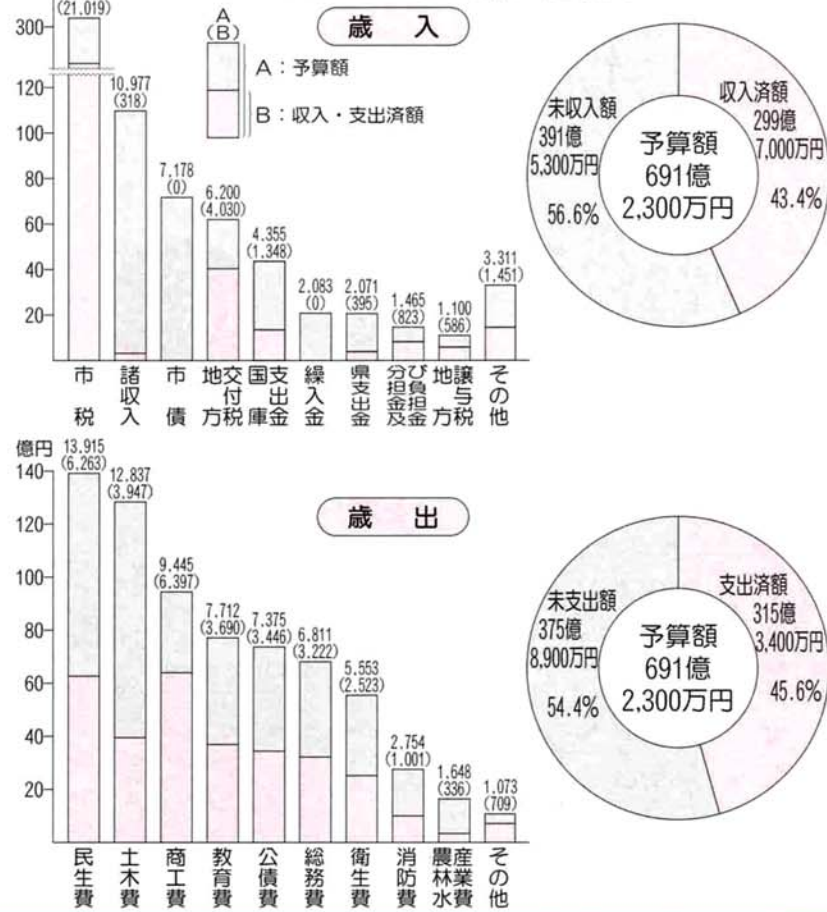 (21.019)
300
120
100
80
60
40
20
歳入
A
(B)
A：予算額
B：収入・支出済額
10.977
(318)
7,178
(0)
6.200
(4.030)
4.355
(1.348)
2.083
(0)
2.071
(395)
1.465
(823)
1.100
(586)
3.311
(1,451)
市税
諸収入
市債
地方交付税
国庫支出金
繰入金
県支出金
分担金及び負担金
地方譲与税
その他
未収入額
391億
5,300万円
56.6%
収入済額
299億
7,000万円
43.4%
予算額
691億
2,300万円
億円
140
120
100
80
60
40
20
歳出
13.915
(6.263)
12.837
(3.947)
9.445
(6.397)
7.712
(3.690)
7.375
(3.446)
6.811
(3.222)
5.553
(2.523)
2.754
(1.001)
1.648
(336)
1.073
(709)
民生費
土木費
商工費
教育費
公債費
総務費
衛生費
消防費
農林水産業費
その他
未支出額
375億
8,900万円
54.4%
支出済額
315億
3,400万円
45.6%
予算額
691億
2,300万円